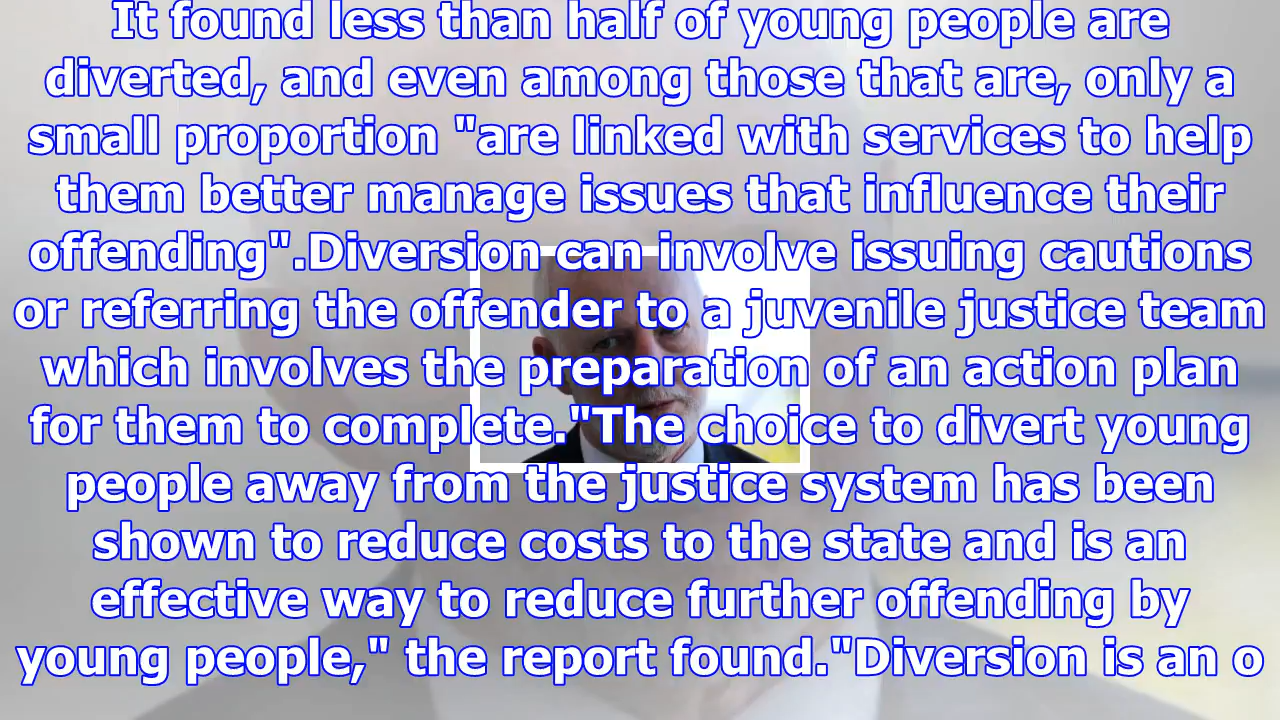 It found less than half of young people are
diverted, and even among those that are, only a
small proportion "are linked with services to help
them better manage issues that influence their
offending".Diversion can involve issuing cautions
or referring the offender to a juvenile justice team
which involves the preparation of an action plan
for them to complete."The choice to divert young
people away from the justice system has been
shown to reduce costs to the state and is an
effective way to reduce further offending by
young people," the report found."Diversion is an o